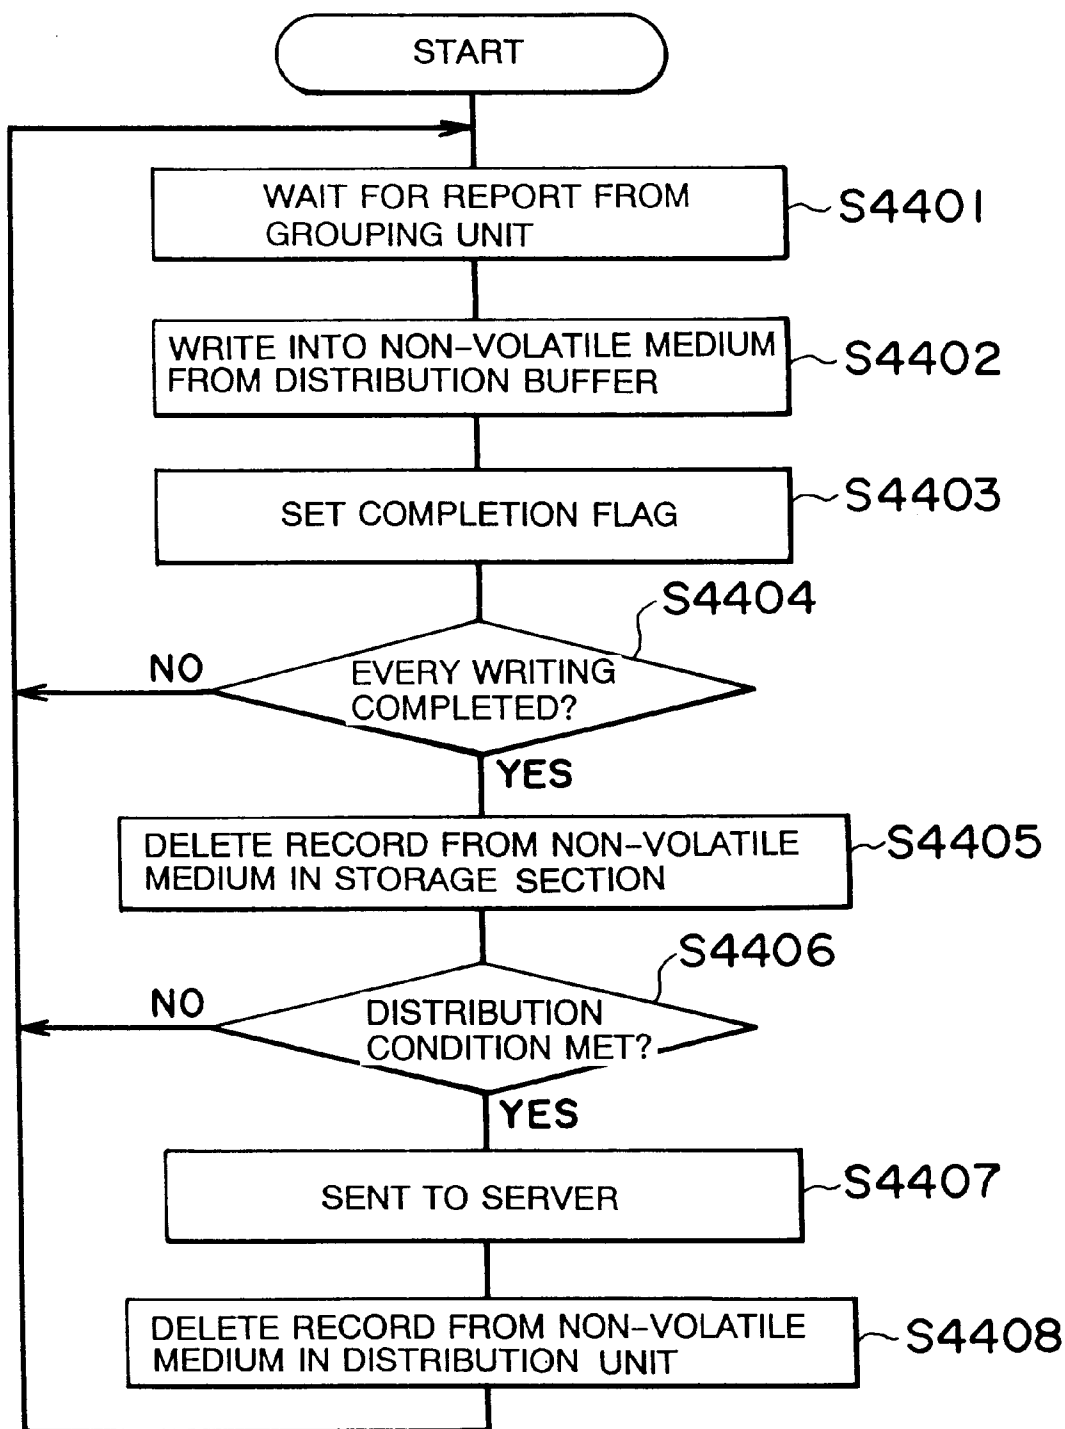 START
WAIT FOR REPORT FROM
GROUPING UNIT
S4401
WRITE INTO NON-VOLATILE MEDIUM
FROM DISTRIBUTION BUFFER
S4402
SET COMPLETION FLAG
S4403
S4404
NO
EVERY WRITING
COMPLETED?
YES
DELETE RECORD FROM NON-VOLATILE
MEDIUM IN STORAGE SECTION
S4405
S4406
NO
DISTRIBUTION
CONDITION MET?
YES
SENT TO SERVER
S4407
DELETE RECORD FROM NON-VOLATILE
MEDIUM IN DISTRIBUTION UNIT
S4408